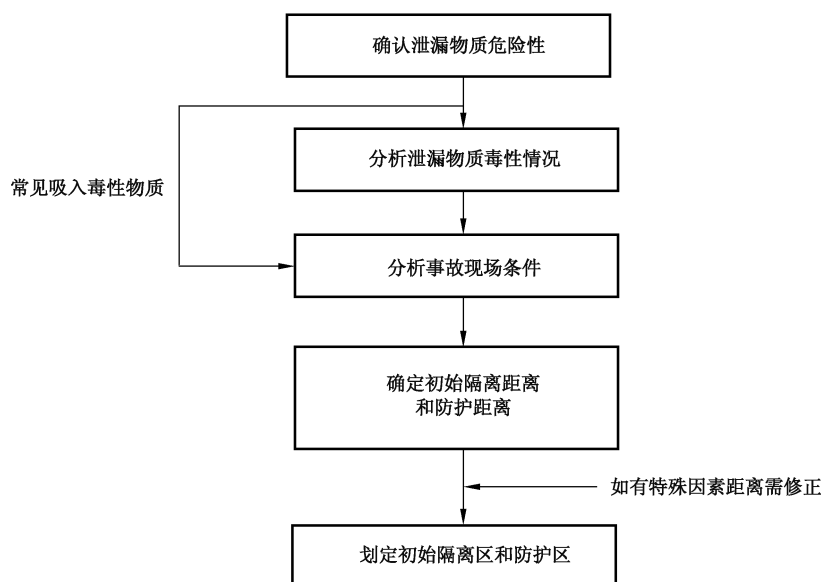 确认泄漏物质危险性
分析泄漏物质毒性情况
常见吸入毒性物质
分析事故现场条件
确定初始隔离距离
和防护距离
如有特殊因素距离需修正
划定初始隔离区和防护区